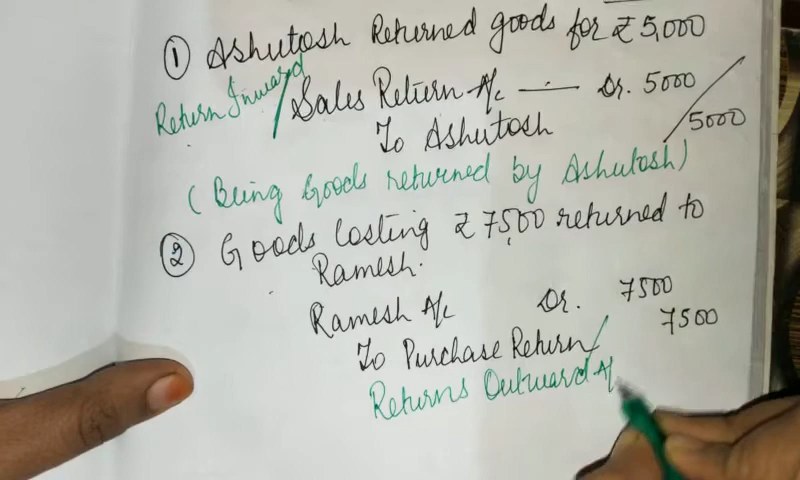 ① Ashutosh Returned goods for ₹5,000
Return Inward / Sales Return A/c —— Dr. 5000
To Ashutosh 5000
(Being Goods returned by Ashutosh)
② Goods Costing ₹7,500 returned to
Ramesh.
Ramesh A/c Dr. 7500
To Purchase Return / 7500
Returns Outward A/